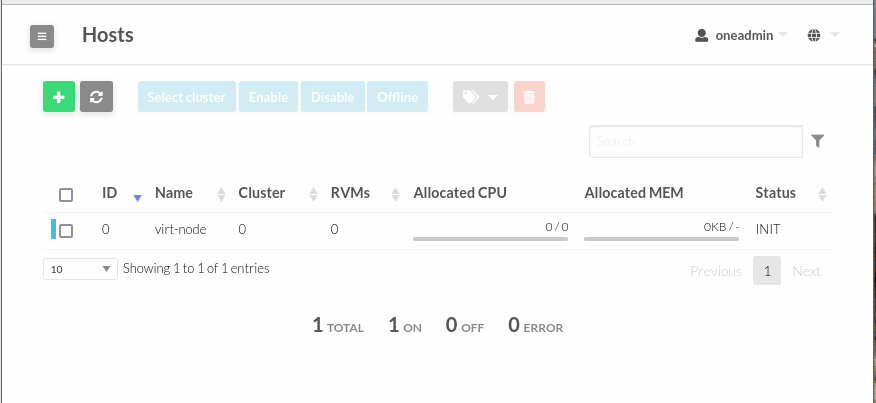 Hosts
oneadmin
Select cluster Enable Disable Offline
Search
ID Name Cluster RVMs Allocated CPU Allocated MEM Status
0 virt-node 0 0 0 / 0 0KB / - INIT
10 Showing 1 to 1 of 1 entries Previous 1 Next
1 TOTAL 1 ON 0 OFF 0 ERROR